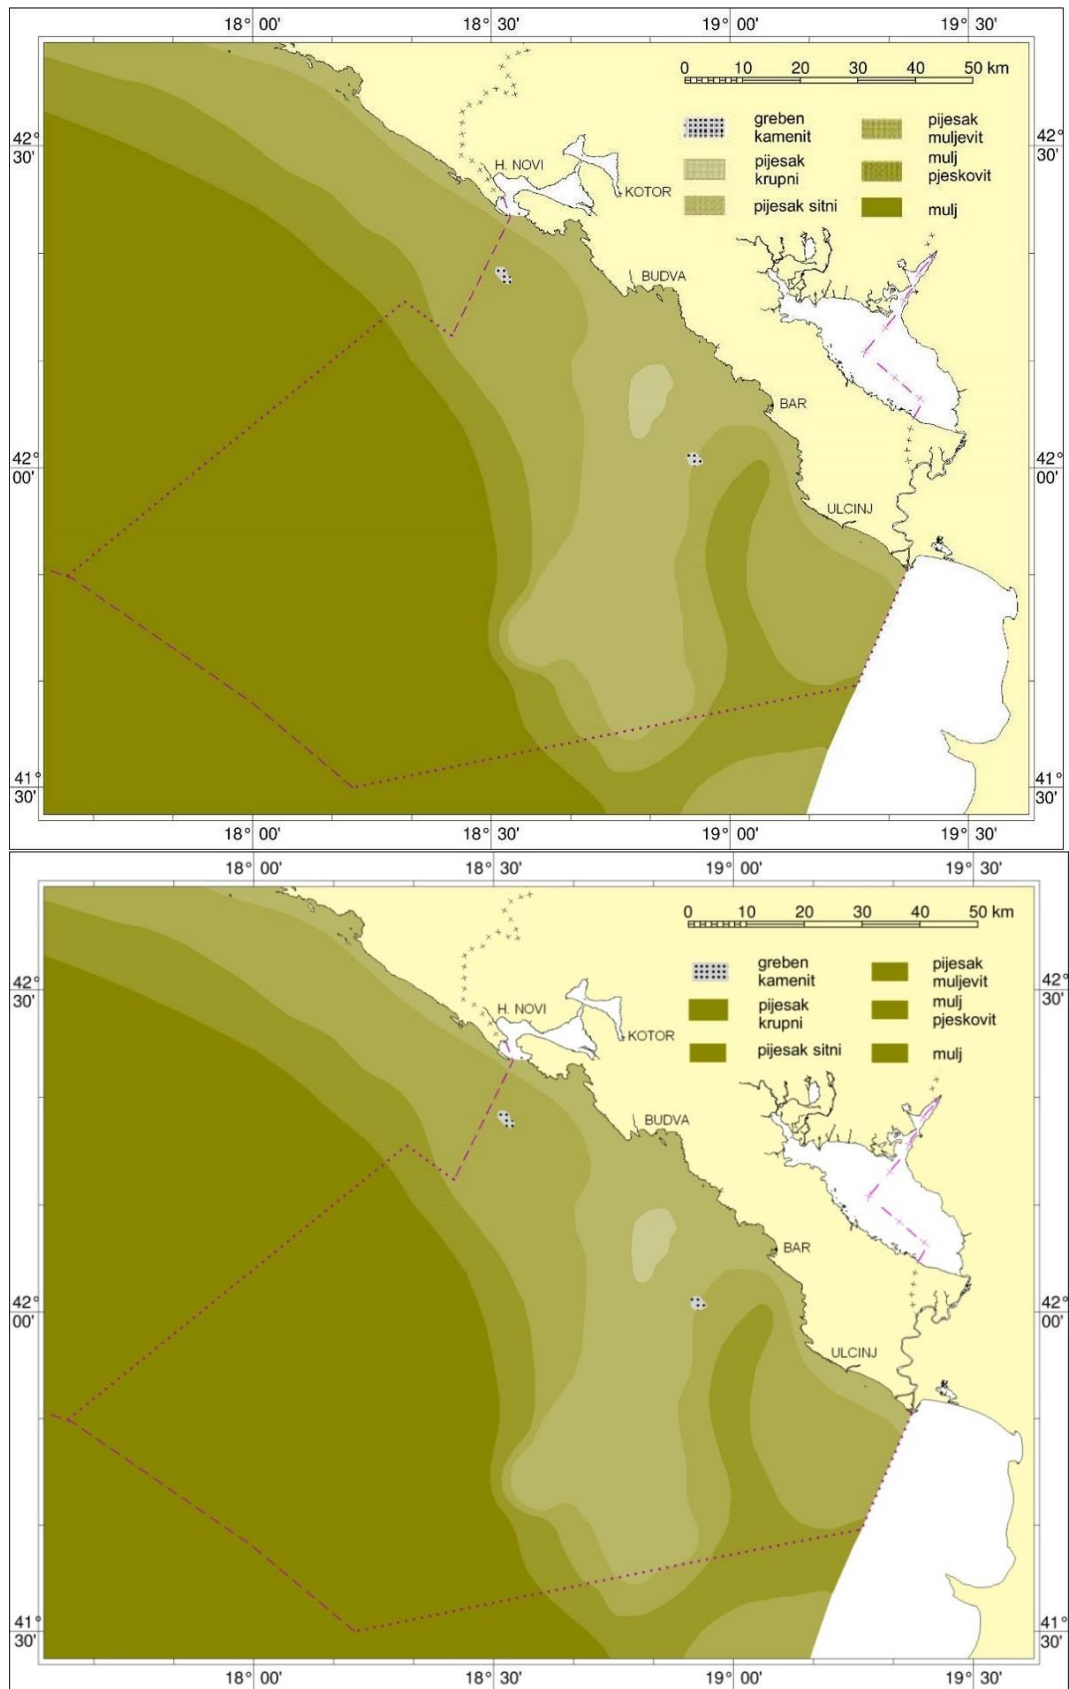 18° 00' 18° 30' 19° 00' 19° 30'
0 10 20 30 40 50 km
greben
kamenit
pijesak
krupni
pijesak sitni
pijesak
muljevit
mulj
pjeskovit
mulj
42°
30'
42°
30'
H. NOVI
KOTOR
BUDVA
BAR
42°
00'
42°
00'
ULCINJ
41°
30'
41°
30'
18° 00' 18° 30' 19° 00' 19° 30'
18° 00' 18° 30' 19° 00' 19° 30'
0 10 20 30 40 50 km
greben
kamenit
pijesak
krupni
pijesak sitni
pijesak
muljevit
mulj
pjeskovit
mulj
42°
30'
42°
30'
H. NOVI
KOTOR
BUDVA
BAR
42°
00'
42°
00'
ULCINJ
41°
30'
41°
30'
18° 00' 18° 30' 19° 00' 19° 30'